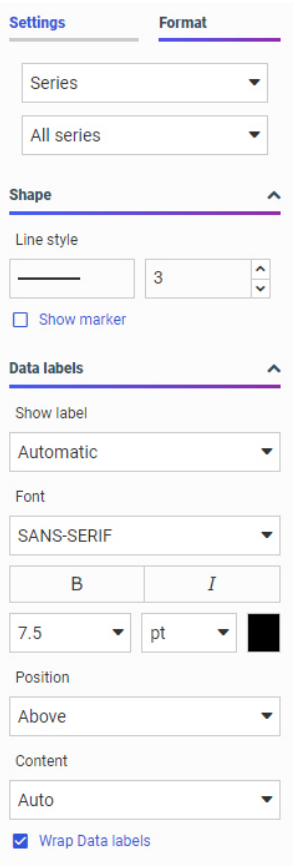 Settings Format
Series
All series
Shape
Line style
3
Show marker
Data labels
Show label
Automatic
Font
SANS-SERIF
B I
7.5 pt
Position
Above
Content
Auto
Wrap Data labels